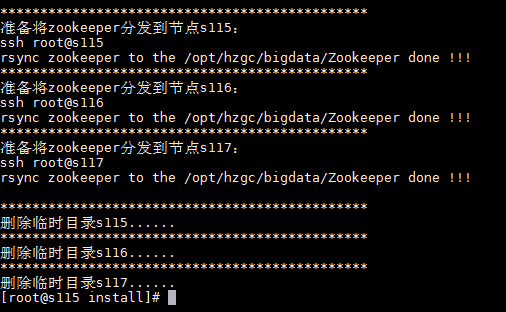 **********************************************
准备将zookeeper分发到节点s115:
ssh root@s115
rsync zookeeper to the /opt/hzgc/bigdata/Zookeeper done !!!
**********************************************
准备将zookeeper分发到节点s116:
ssh root@s116
rsync zookeeper to the /opt/hzgc/bigdata/Zookeeper done !!!
**********************************************
准备将zookeeper分发到节点s117:
ssh root@s117
rsync zookeeper to the /opt/hzgc/bigdata/Zookeeper done !!!
**********************************************
删除临时目录s115......
**********************************************
删除临时目录s116......
**********************************************
删除临时目录s117......
[root@s115 install]#